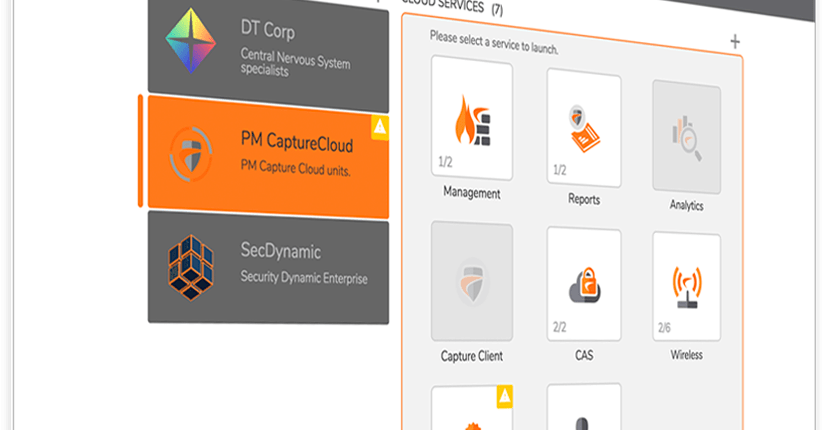 CLOUD SERVICES (7)
DT Corp
Central Nervous System
specialists
PM CaptureCloud
PM Capture Cloud units.
SecDynamic
Security Dynamic Enterprise
Please select a service to launch.
1/2
Management
1/2
Reports
Analytics
Capture Client
2/2
CAS
2/6
Wireless